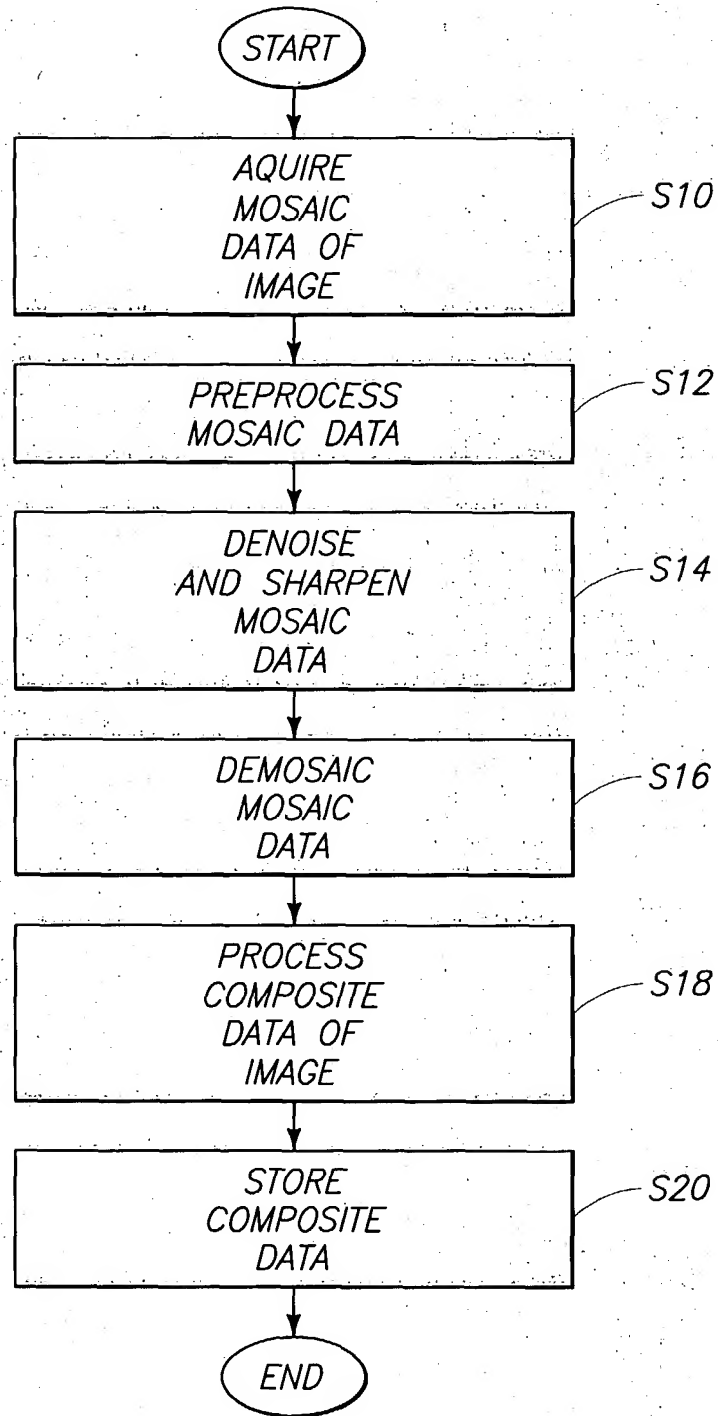 START
AQUIRE
MOSAIC
DATA OF
IMAGE
S10
PREPROCESS
MOSAIC DATA
S12
DENOISE
AND SHARPEN
MOSAIC
DATA
S14
DEMOSAIC
MOSAIC
DATA
S16
PROCESS
COMPOSITE
DATA OF
IMAGE
S18
STORE
COMPOSITE
DATA
S20
END